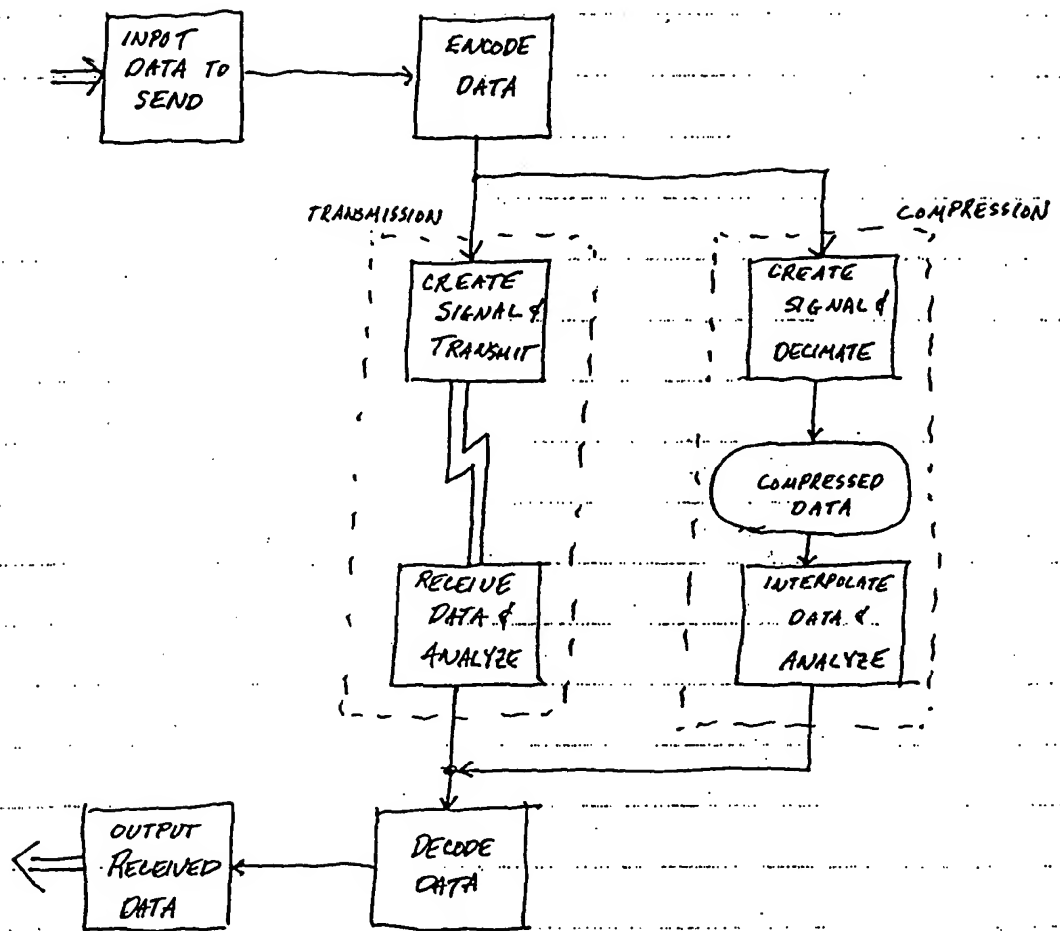 INPUT
DATA TO
SEND
ENCODE
DATA
TRANSMISSION
COMPRESSION
CREATE
SIGNAL &
TRANSMIT
CREATE
SIGNAL &
DECIMATE
COMPRESSED
DATA
RECEIVE
DATA &
ANALYZE
INTERPOLATE
DATA &
ANALYZE
OUTPUT
RECEIVED
DATA
DECODE
DATA